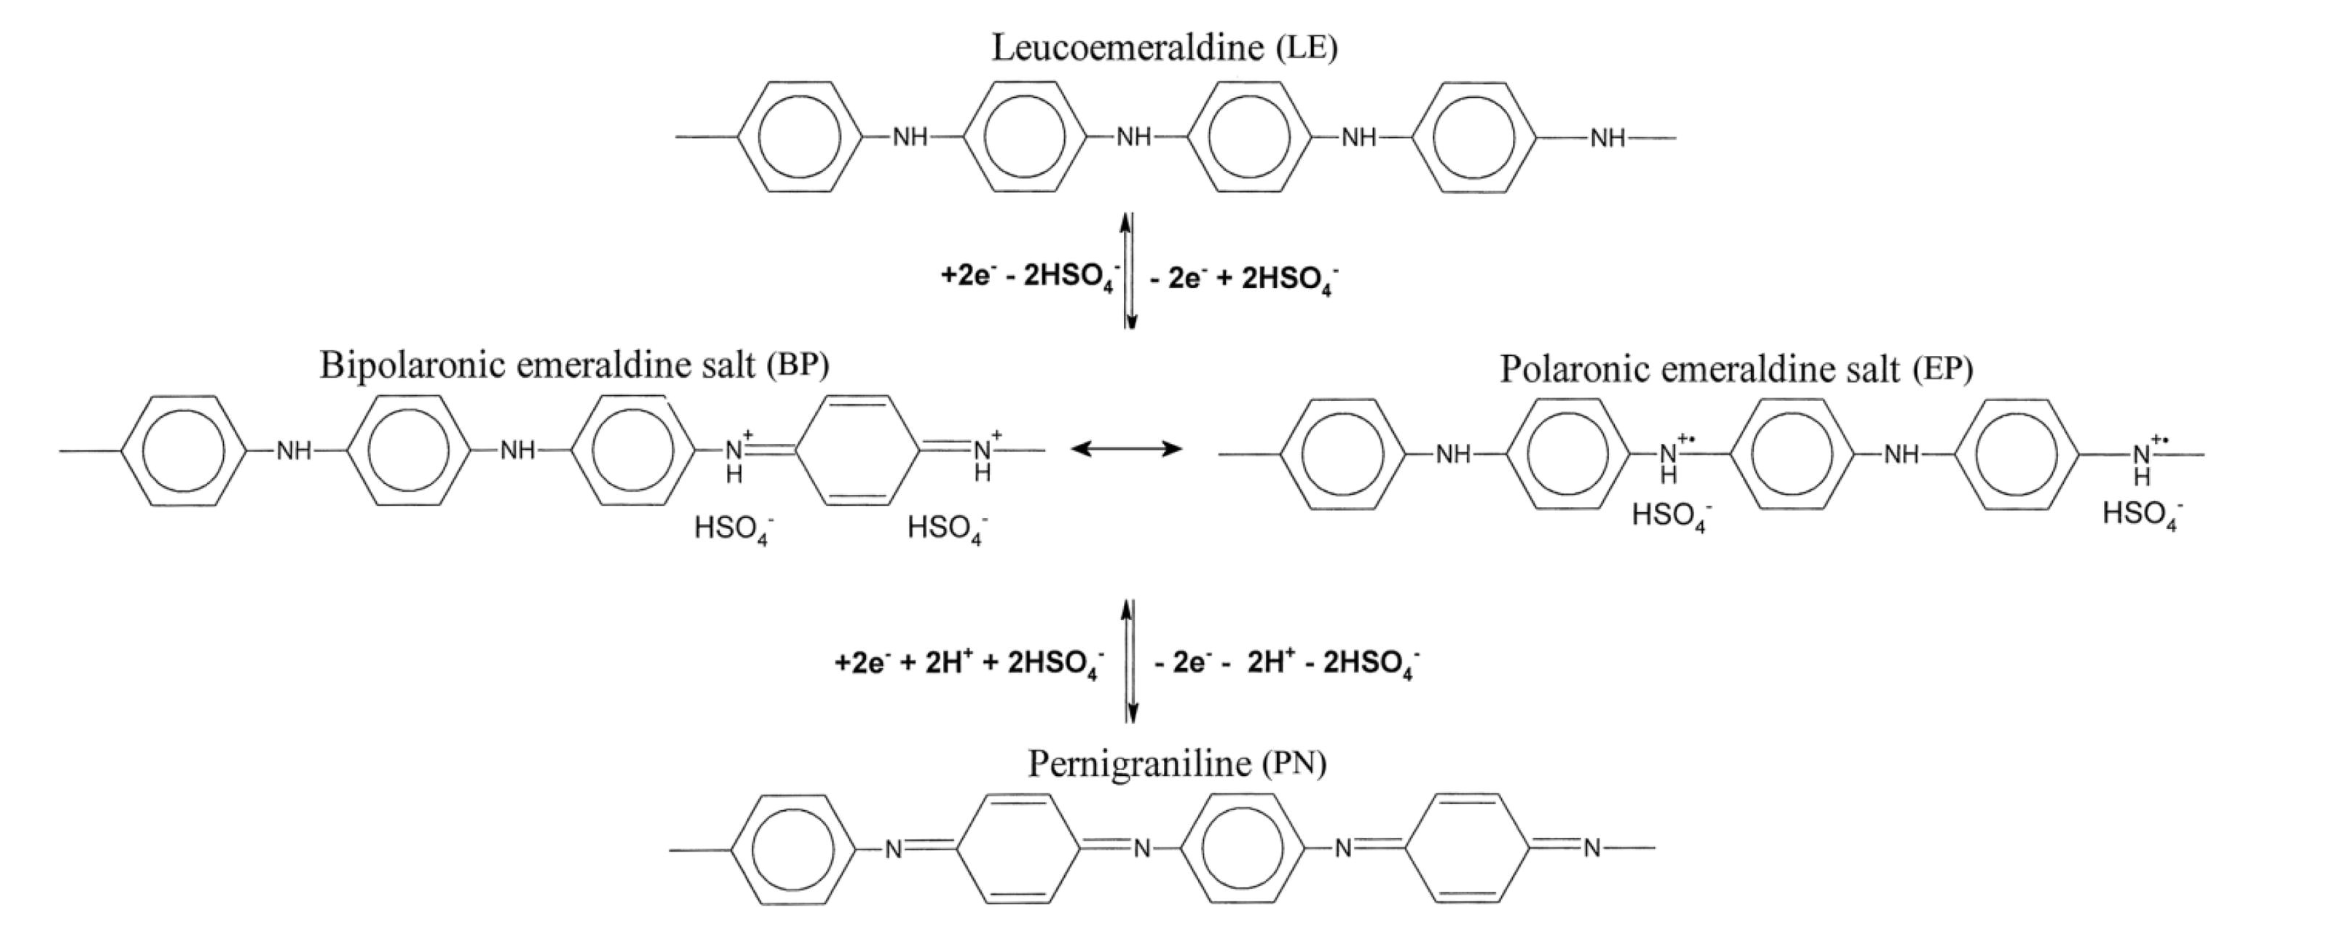 Leucoemeraldine (LE)
NH NH NH NH
+2e⁻ - 2HSO₄⁻ - 2e⁻ + 2HSO₄⁻
Bipolaronic emeraldine salt (BP)
NH NH N⁺H N⁺H
HSO₄⁻ HSO₄⁻
Polaronic emeraldine salt (EP)
NH N⁺•H NH N⁺•H
HSO₄⁻ HSO₄⁻
+2e⁻ + 2H⁺ + 2HSO₄⁻ - 2e⁻ - 2H⁺ - 2HSO₄⁻
Pernigraniline (PN)
N N N N